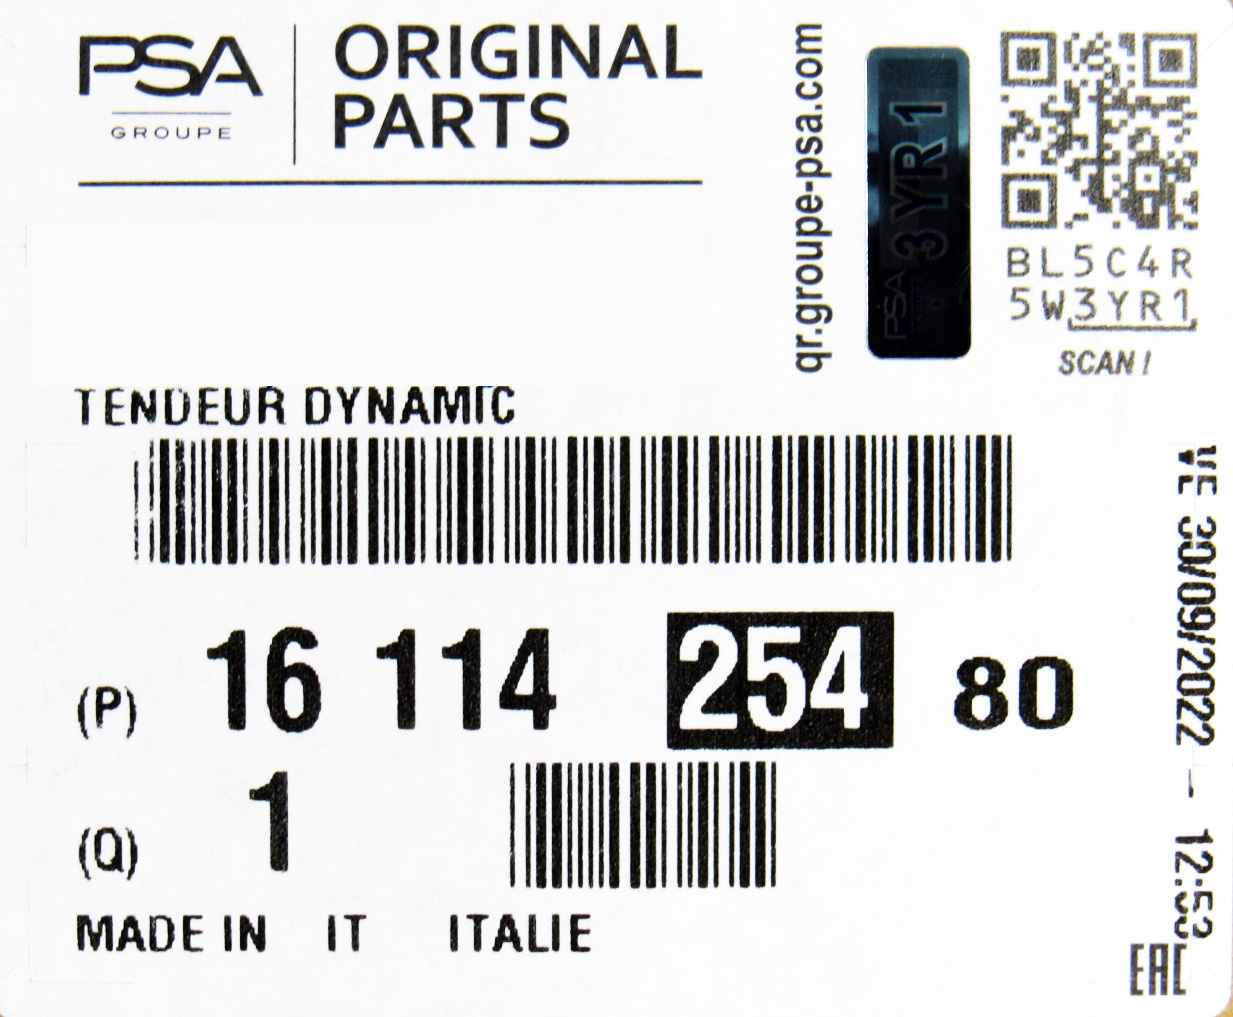 PSA
GROUPE
ORIGINAL
PARTS
qr.groupe-psa.com
3YR1
PSA
BL5C4R
5W3YR1
SCAN!
TENDEUR DYNAMIC
(P) 16 114 254 80
(Q) 1
MADE IN IT ITALIE
VE 30/09/2022 - 12:53
EAC